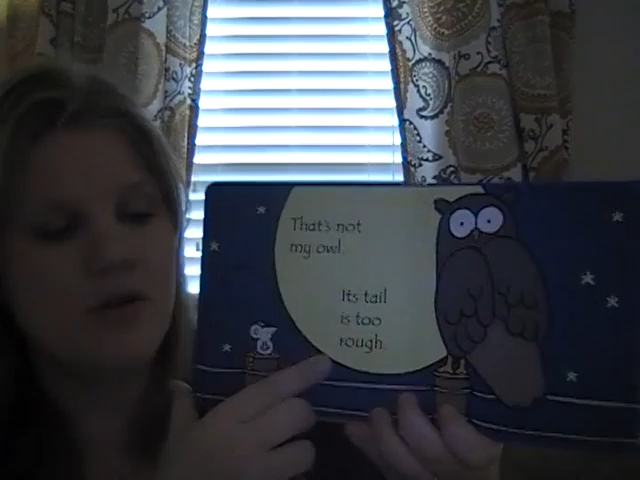 That's not
my owl.
Its tail
is too
rough.